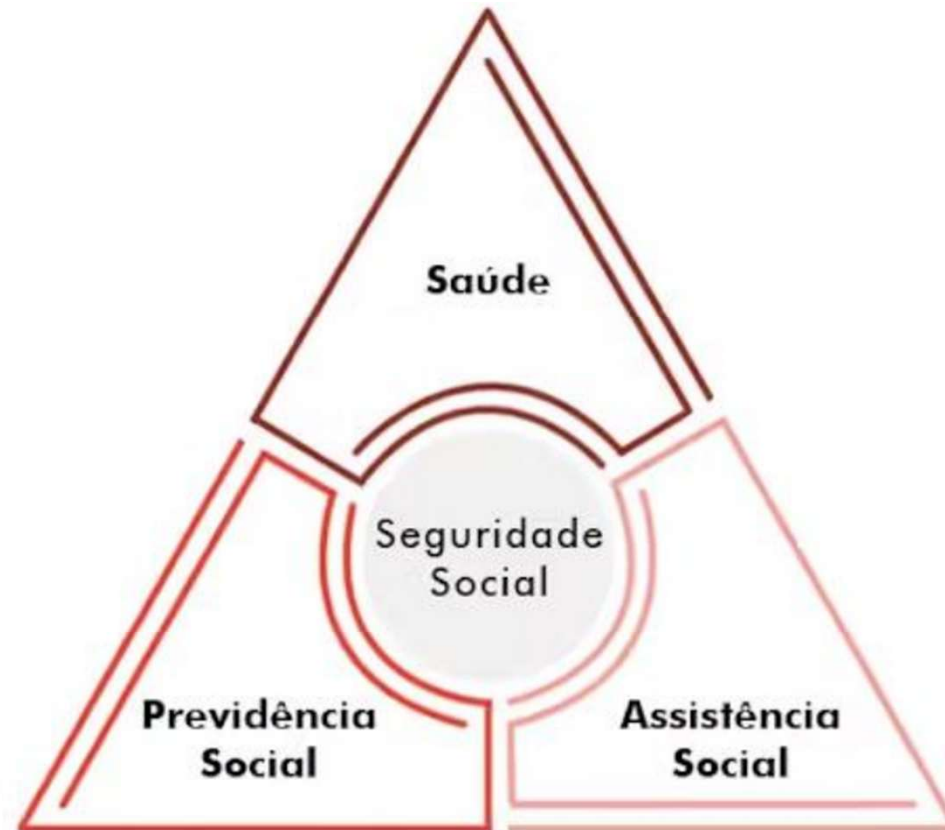 Saúde
Seguridade
Social
Previdência
Social
Assistência
Social